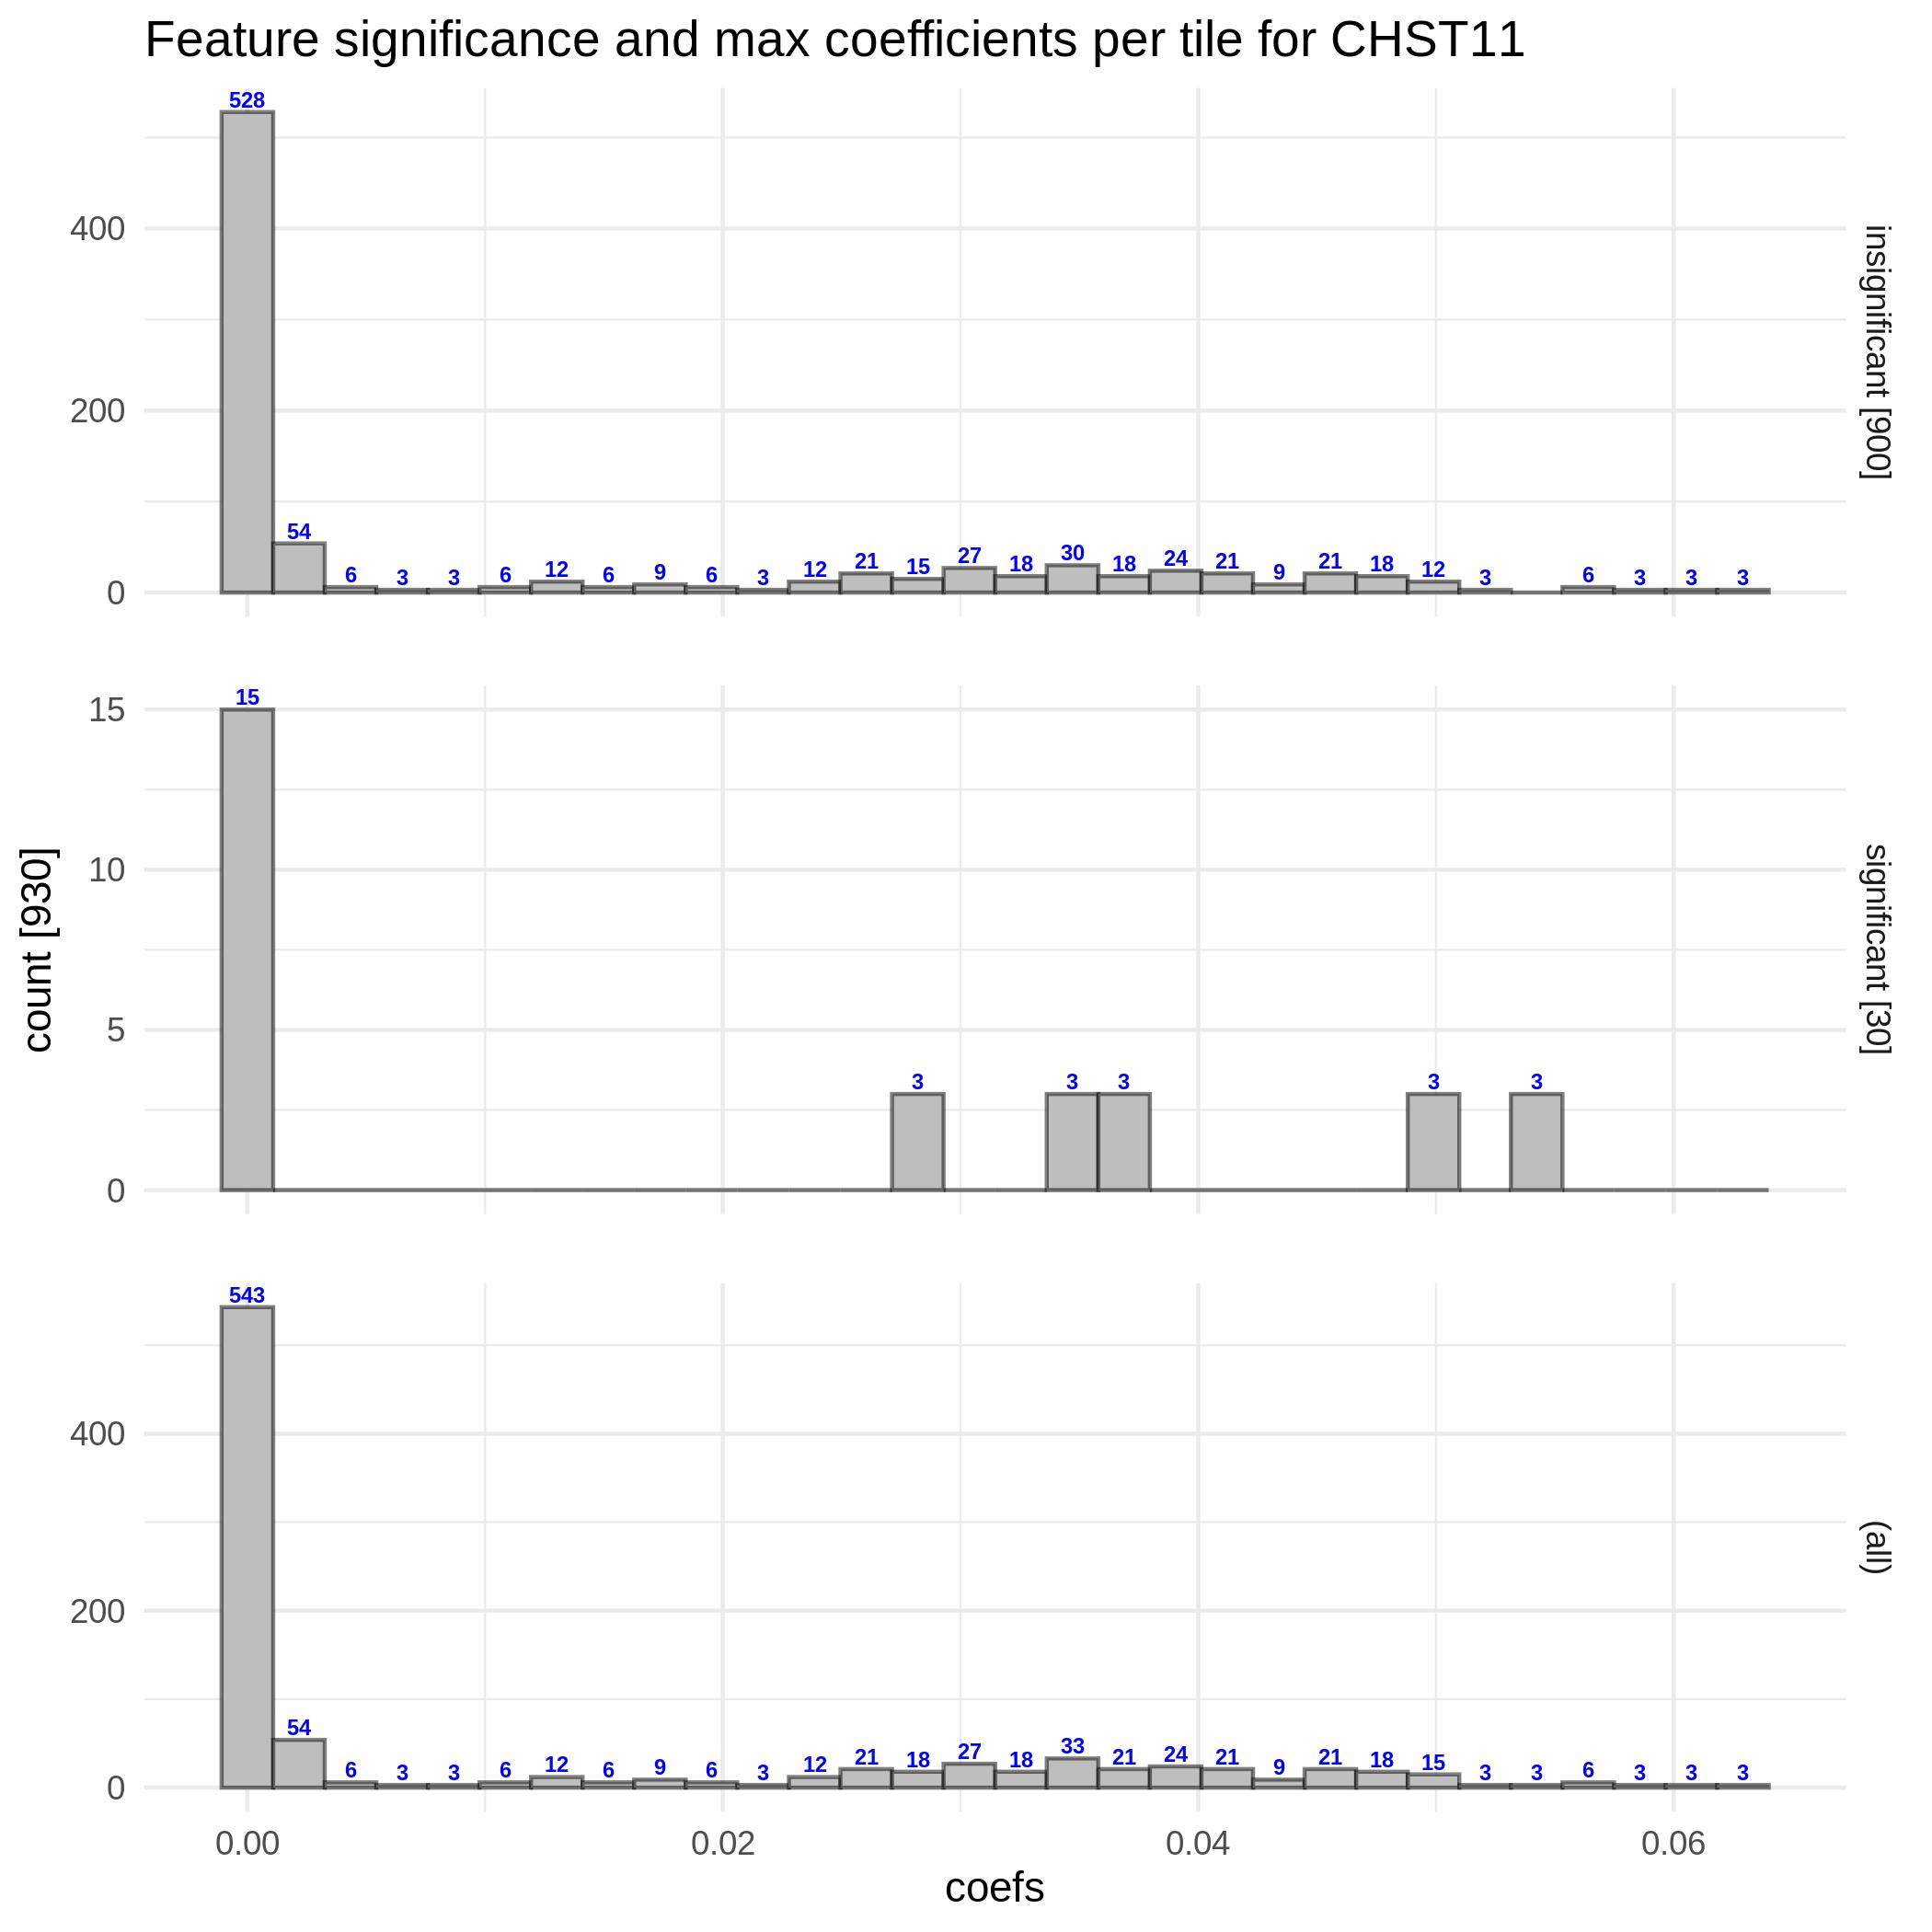 Feature significance and max coefficients per tile for CHST11
528
54 6 3 3 6 12 6 9 6 3 12 21 15 27 18 30 18 24 21 9 21 18 12 3 6 3 3 3
400
200
0
insignificant [900]
15
3 3 3 3 3
15
10
5
0
significant [30]
count [930]
543
54 6 3 3 6 12 6 9 6 3 12 21 18 27 18 33 21 24 21 9 21 18 15 3 3 6 3 3 3
400
200
0
(all)
0.00 0.02 0.04 0.06
coefs